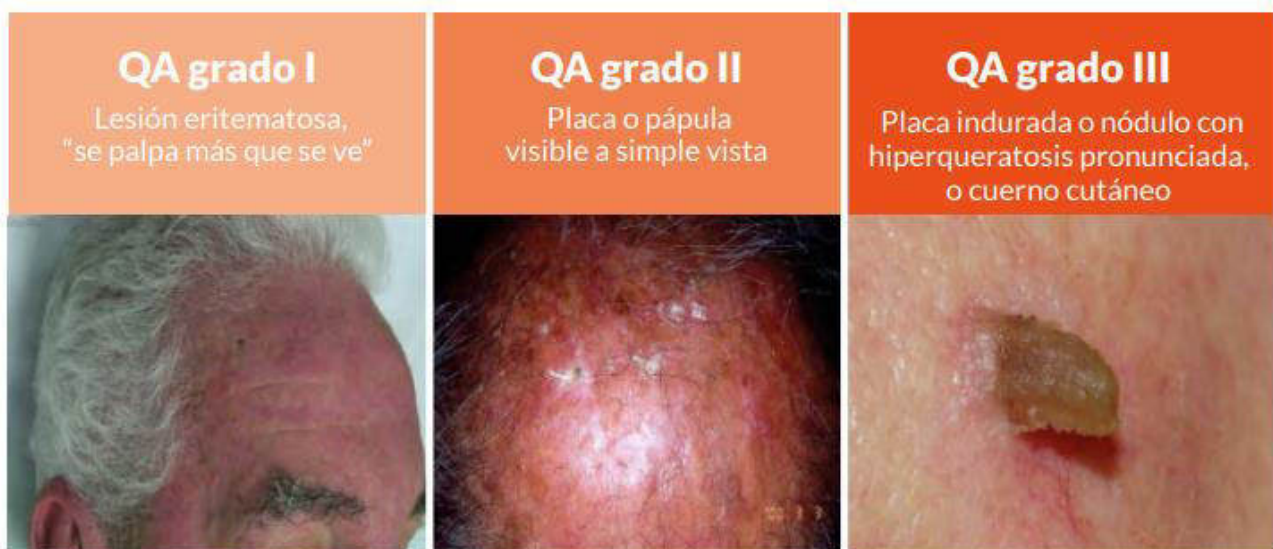 QA grado I
Lesión eritematosa,
“se palpa más que se ve”
QA grado II
Placa o pápula
visible a simple vista
QA grado III
Placa indurada o nódulo con
hiperqueratosis pronunciada,
o cuerno cutáneo